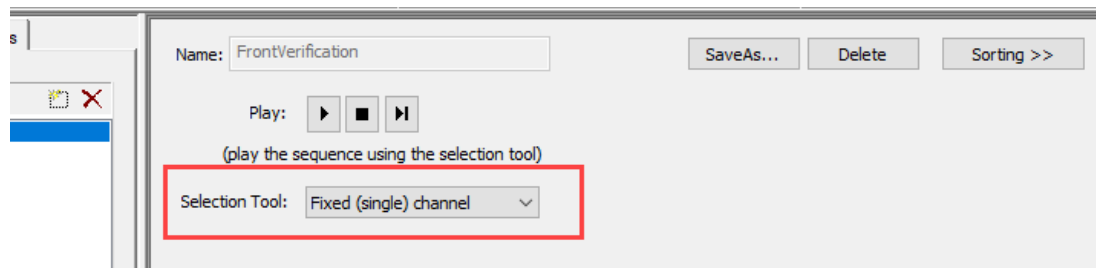 s
Name: FrontVerification SaveAs... Delete Sorting >>
Play:
(play the sequence using the selection tool)
Selection Tool: Fixed (single) channel